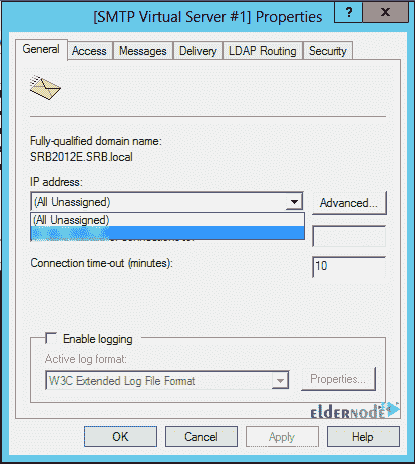 [SMTP Virtual Server #1] Properties
? X
General Access Messages Delivery LDAP Routing Security
Fully-qualified domain name:
SRB2012E.SRB.local
IP address:
(All Unassigned) Advanced...
(All Unassigned)
Connection time-out (minutes): 10
Enable logging
Active log format:
W3C Extended Log File Format Properties...
ELDERNODE
OK Cancel Apply Help